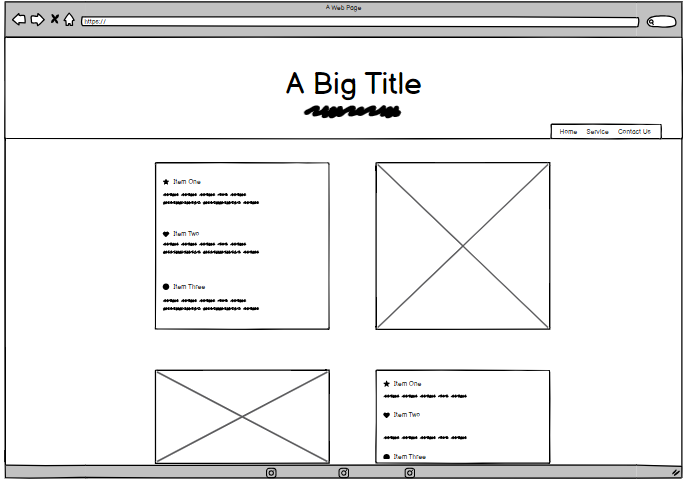 A Web Page
https://
A Big Title
Home Service Contact Us
Item One
Item Two
Item Three
Item One
Item Two
Item Three